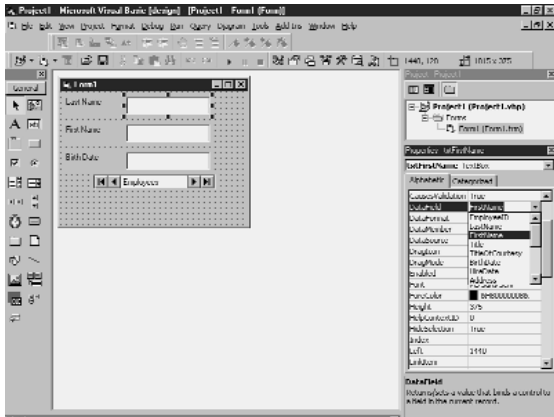 Project1 Microsoft Visual Basic [design] [Project1 Form1 (Form)]
File Edit View Project Format Debug Run Query Diagram Tools Add-Ins Window Help
1440, 120 1815 x 375
Project Project1
Project1 (Project1.vbp)
Forms
Form1 (Form1.frm)
General
Form1
Last Name
First Name
Birth Date
Employees
Properties txtFirstName
txtFirstName TextBox
Alphabetic Categorized
CausesValidation True
DataField FirstName
DataFormat EmployeeID
DataMember LastName
FirstName
DataSource Title
DragIcon TitleOfCourtesy
DragMode BirthDate
Enabled HireDate
Font Address
ForeColor
Height 375
HelpContextID 0
HideSelection True
Index
Left 1440
LinkItem
DataField
Returns/sets a value that binds a control to
a field in the current record.